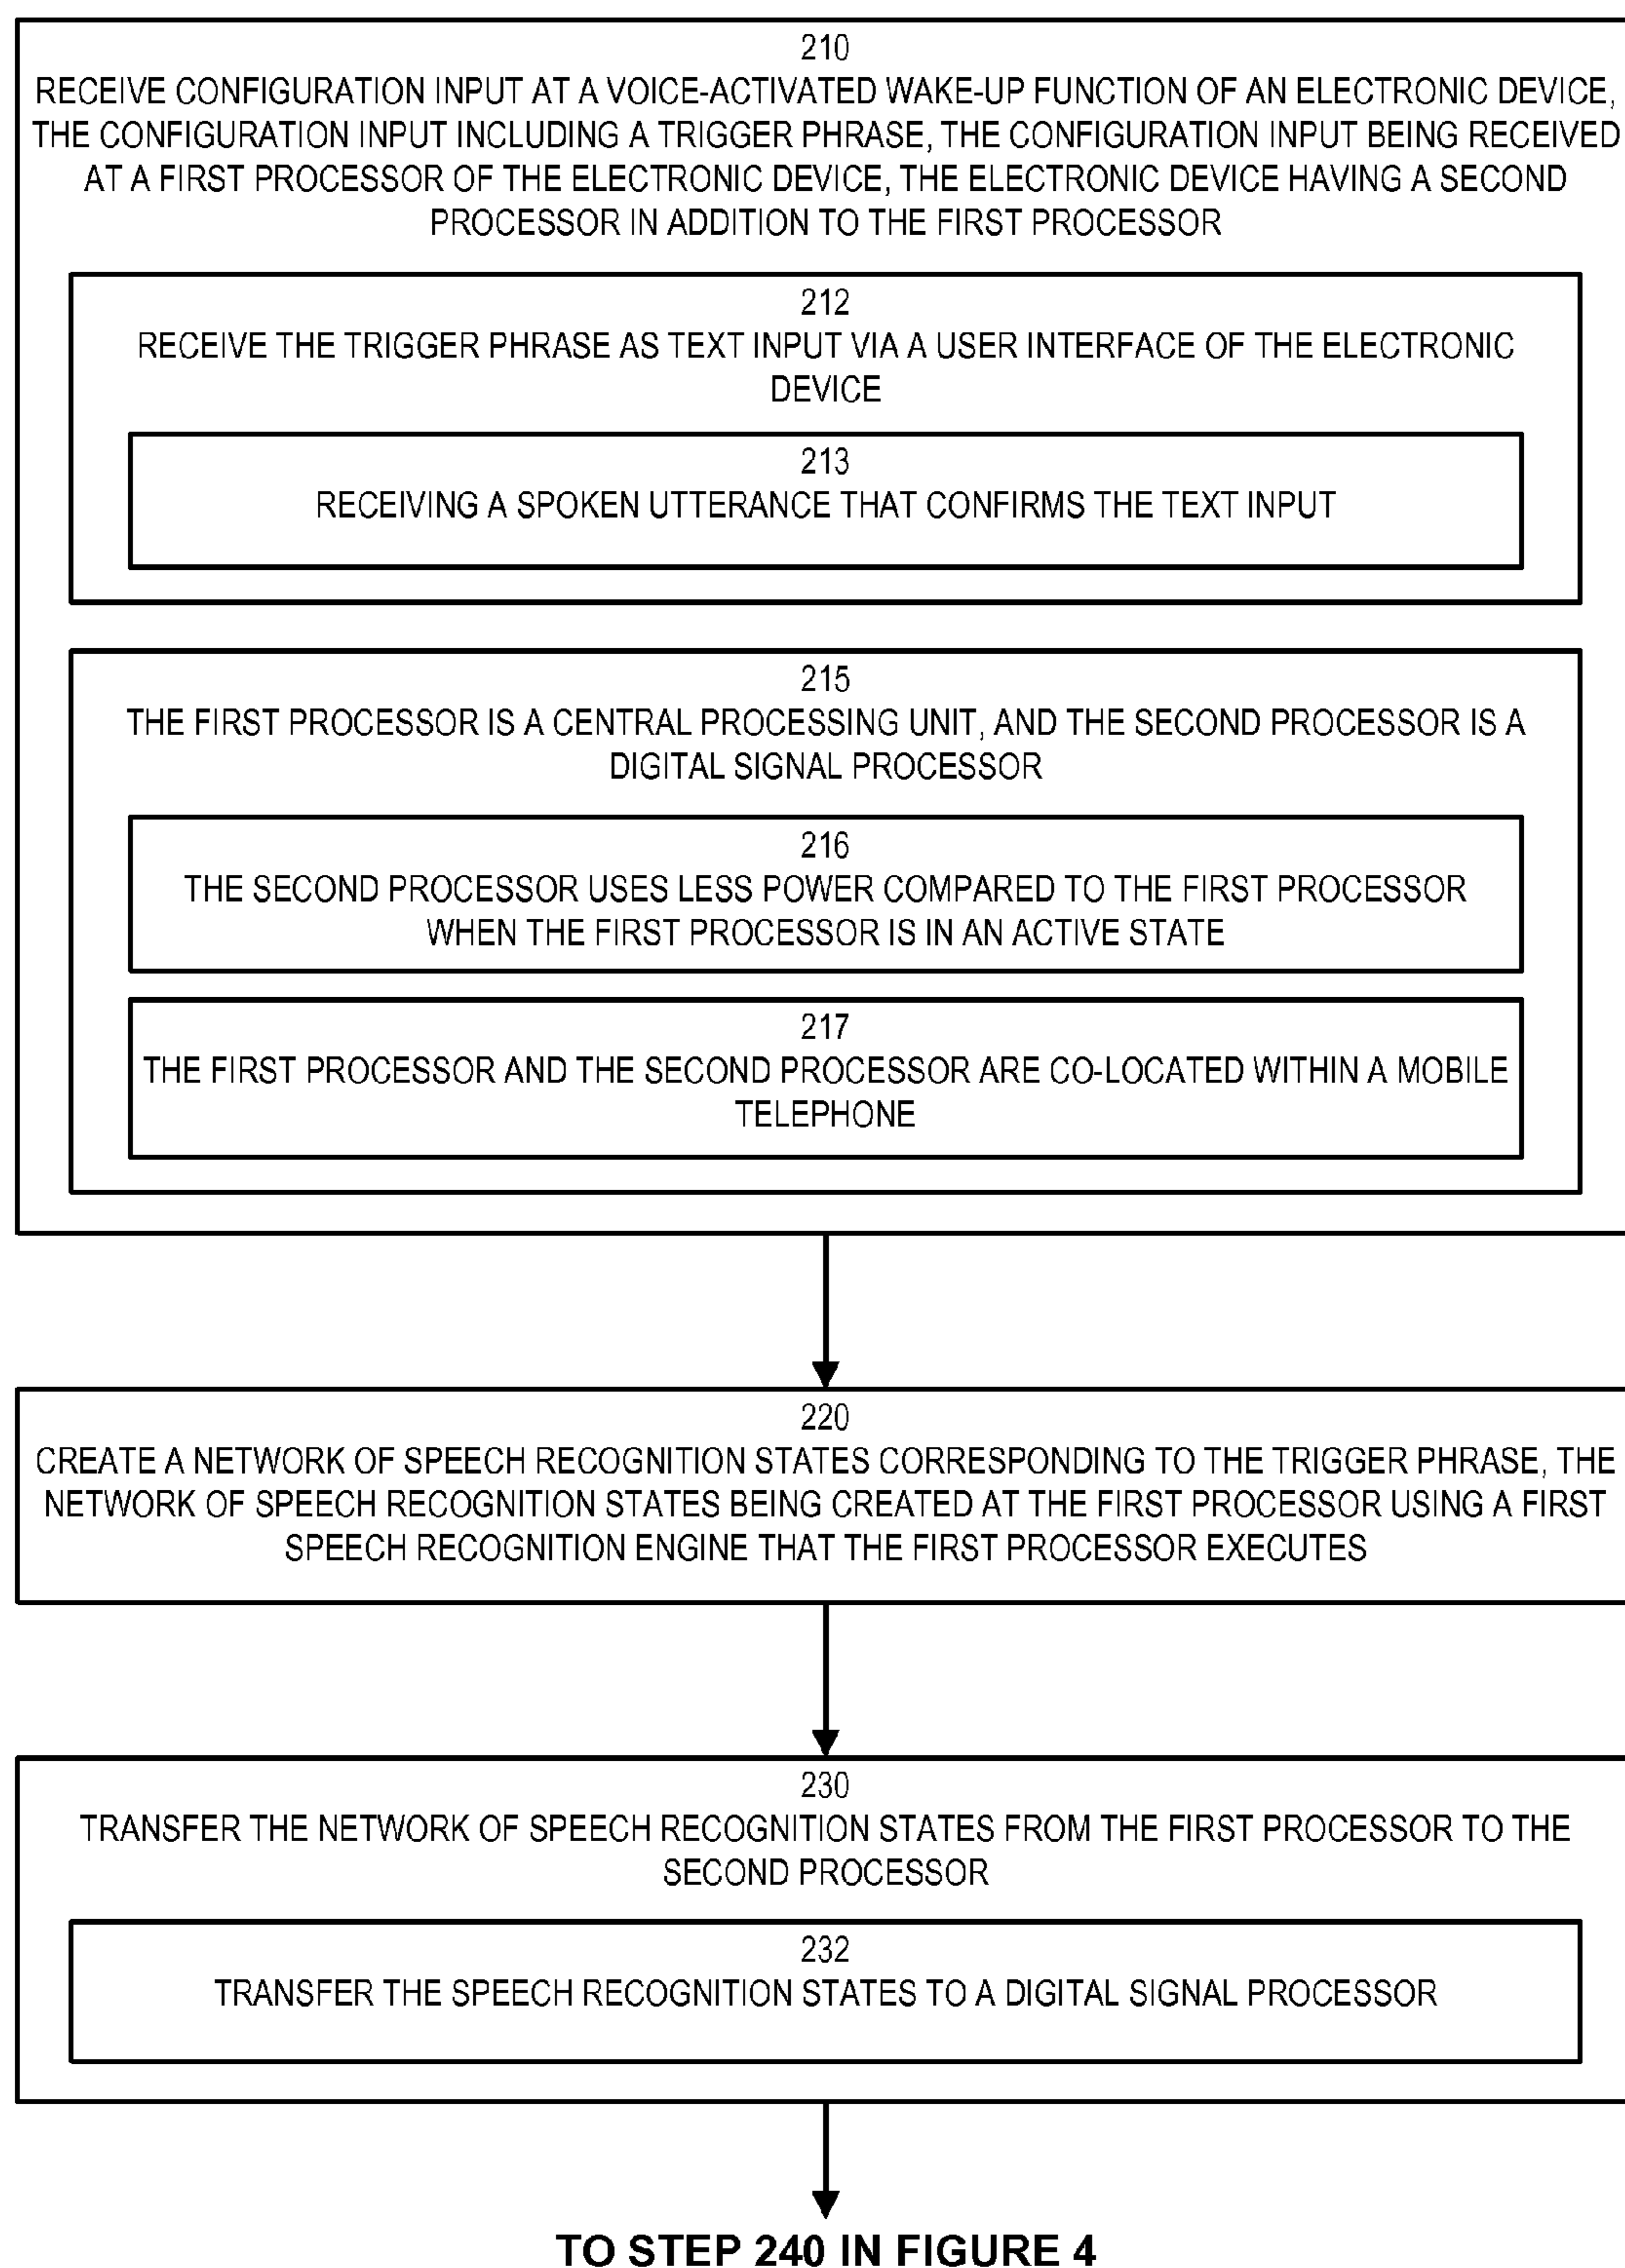 210
RECEIVE CONFIGURATION INPUT AT A VOICE-ACTIVATED WAKE-UP FUNCTION OF AN ELECTRONIC DEVICE,
THE CONFIGURATION INPUT INCLUDING A TRIGGER PHRASE, THE CONFIGURATION INPUT BEING RECEIVED
AT A FIRST PROCESSOR OF THE ELECTRONIC DEVICE, THE ELECTRONIC DEVICE HAVING A SECOND
PROCESSOR IN ADDITION TO THE FIRST PROCESSOR
212
RECEIVE THE TRIGGER PHRASE AS TEXT INPUT VIA A USER INTERFACE OF THE ELECTRONIC
DEVICE
213
RECEIVING A SPOKEN UTTERANCE THAT CONFIRMS THE TEXT INPUT
215
THE FIRST PROCESSOR IS A CENTRAL PROCESSING UNIT, AND THE SECOND PROCESSOR IS A
DIGITAL SIGNAL PROCESSOR
216
THE SECOND PROCESSOR USES LESS POWER COMPARED TO THE FIRST PROCESSOR
WHEN THE FIRST PROCESSOR IS IN AN ACTIVE STATE
217
THE FIRST PROCESSOR AND THE SECOND PROCESSOR ARE CO-LOCATED WITHIN A MOBILE
TELEPHONE
220
CREATE A NETWORK OF SPEECH RECOGNITION STATES CORRESPONDING TO THE TRIGGER PHRASE, THE
NETWORK OF SPEECH RECOGNITION STATES BEING CREATED AT THE FIRST PROCESSOR USING A FIRST
SPEECH RECOGNITION ENGINE THAT THE FIRST PROCESSOR EXECUTES
230
TRANSFER THE NETWORK OF SPEECH RECOGNITION STATES FROM THE FIRST PROCESSOR TO THE
SECOND PROCESSOR
232
TRANSFER THE SPEECH RECOGNITION STATES TO A DIGITAL SIGNAL PROCESSOR
TO STEP 240 IN FIGURE 4